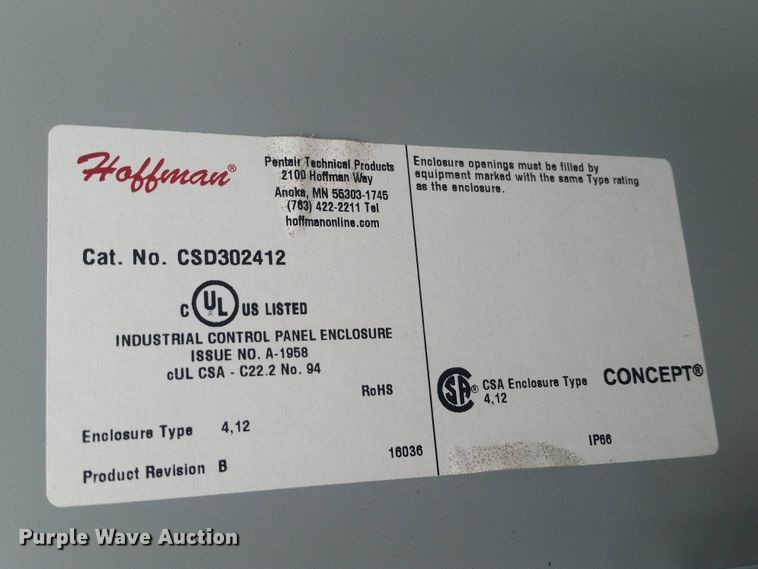 Hoffman®
Pentair Technical Products
2100 Hoffman Way
Anoka, MN 55303-1745
(763) 422-2211 Tel
hoffmanonline.com
Cat. No. CSD302412
C UL US LISTED
INDUSTRIAL CONTROL PANEL ENCLOSURE
ISSUE NO. A-1958
cUL CSA - C22.2 No. 94
RoHS
Enclosure Type 4,12
Product Revision B
16036
Enclosure openings must be filled by
equipment marked with the same Type rating
as the enclosure.
SA® CSA Enclosure Type
4,12
CONCEPT®
IP66
Purple Wave Auction